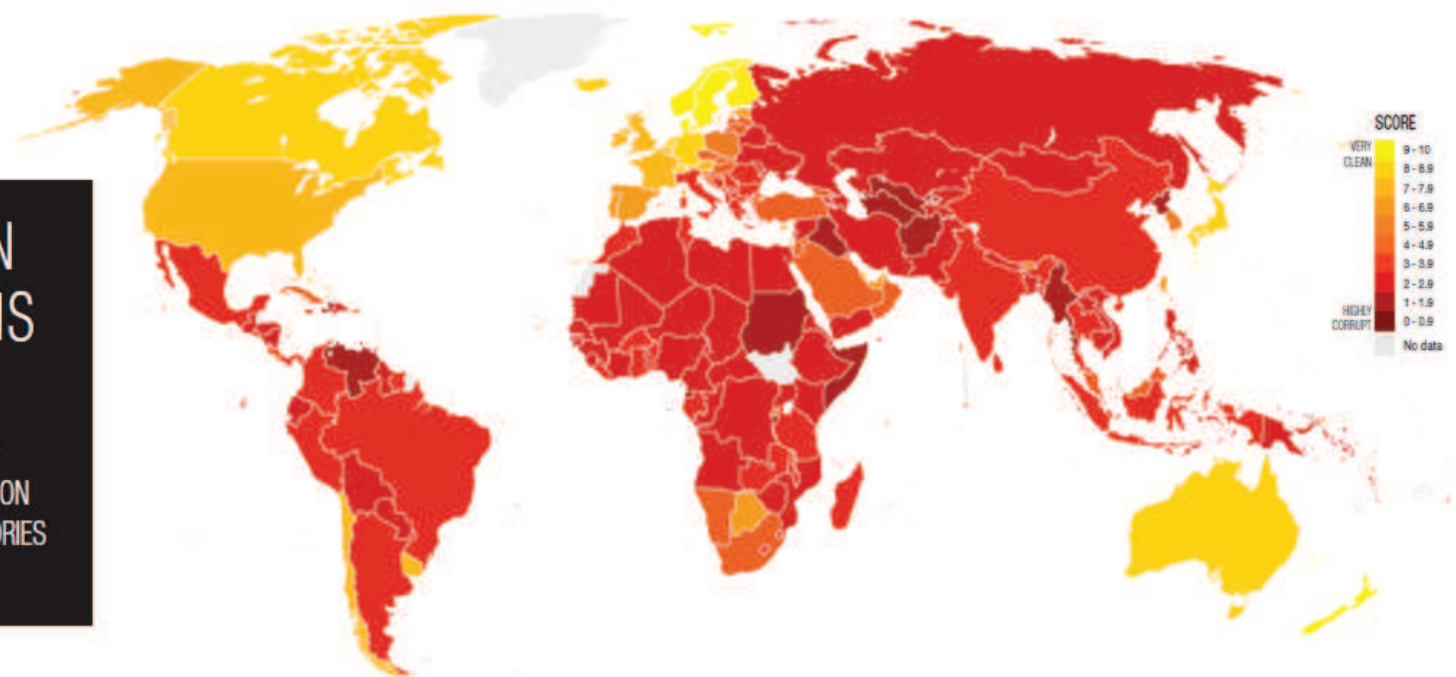 N
IS
ON
ORIES
SCORE
VERY
CLEAN
9-10
8-8.9
7-7.9
6-6.9
5-5.9
4-4.9
3-3.9
2-2.9
1-1.9
HIGHLY
CORRUPT
0-0.9
No data